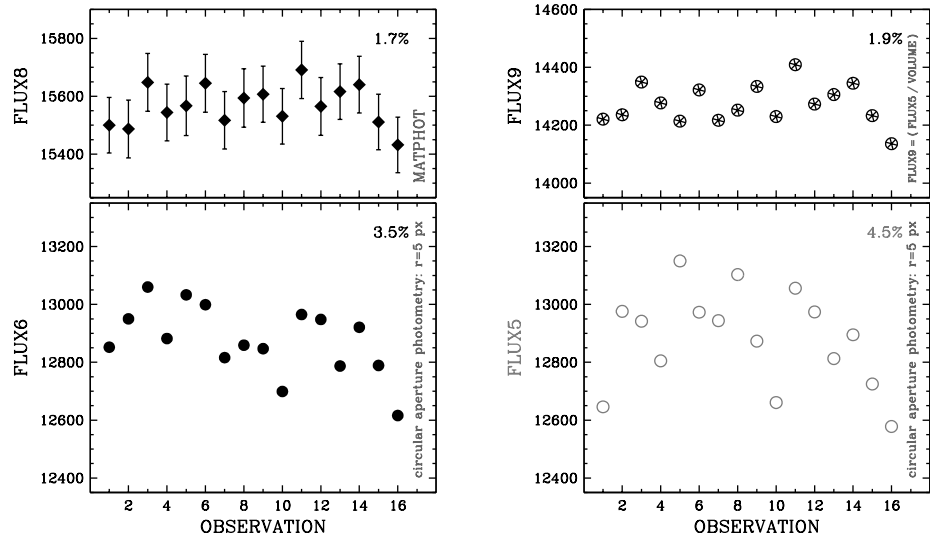 15800
15600
15400
FLUX8
1.7%
MATPHOT
14600
14400
14200
14000
FLUX9
1.9%
FLUX9 = ( FLUX5 / VOLUME )
13200
13000
12800
12600
12400
FLUX6
3.5%
circular aperture photometry: r=5 px
2 4 6 8 10 12 14 16
OBSERVATION
13200
13000
12800
12600
12400
FLUX5
4.5%
circular aperture photometry: r=5 px
2 4 6 8 10 12 14 16
OBSERVATION